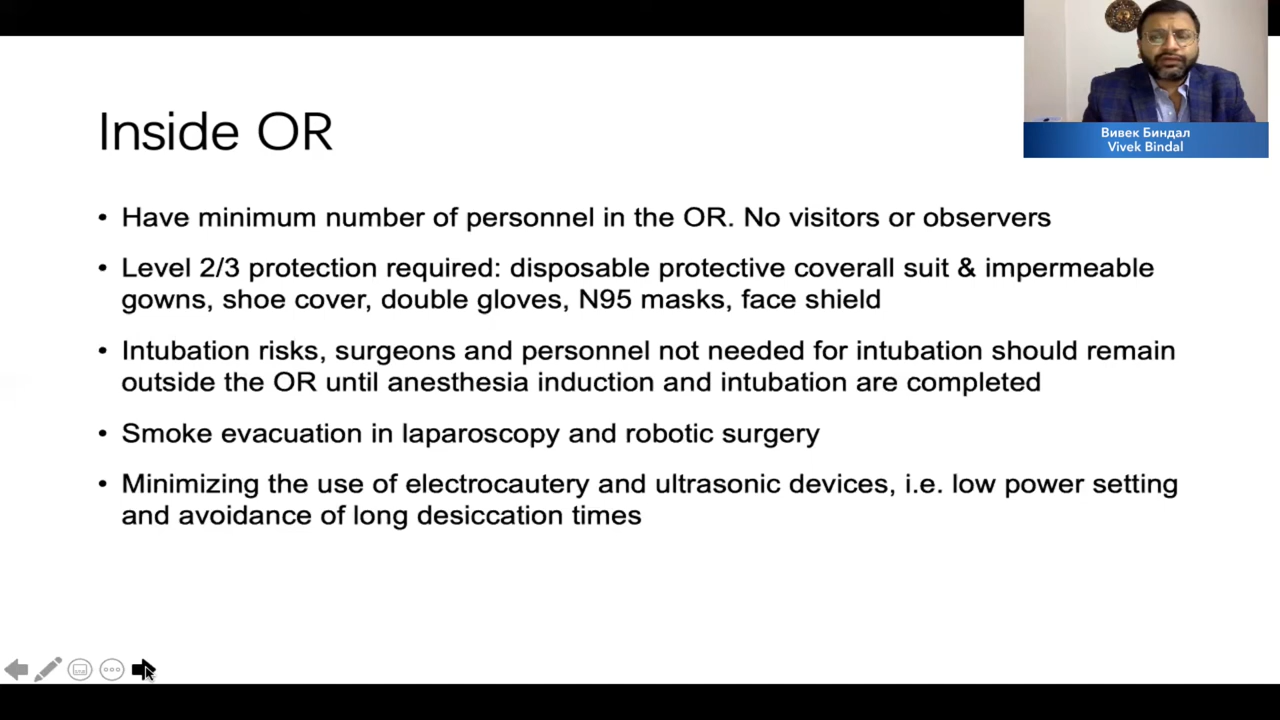 Вивек Биндал
Vivek Bindal
Inside OR
• Have minimum number of personnel in the OR. No visitors or observers
• Level 2/3 protection required: disposable protective coverall suit & impermeable
gowns, shoe cover, double gloves, N95 masks, face shield
• Intubation risks, surgeons and personnel not needed for intubation should remain
outside the OR until anesthesia induction and intubation are completed
• Smoke evacuation in laparoscopy and robotic surgery
• Minimizing the use of electrocautery and ultrasonic devices, i.e. low power setting
and avoidance of long desiccation times